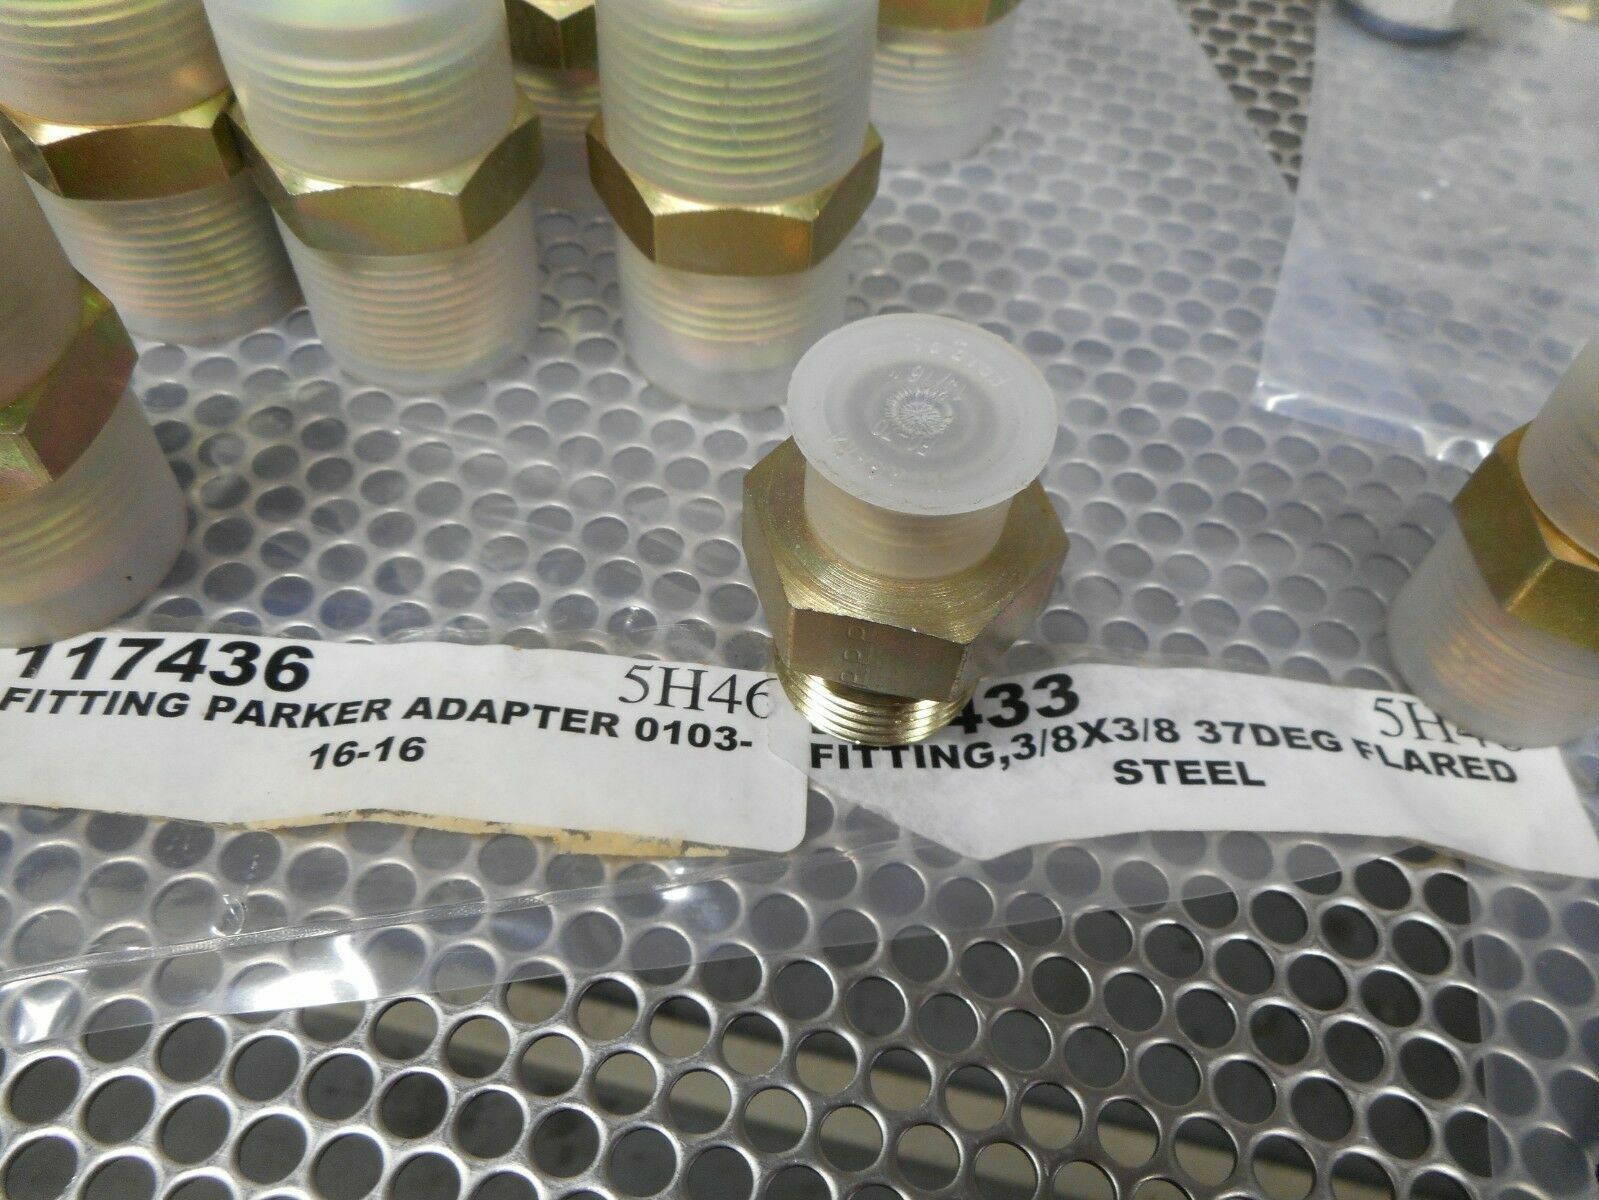 117436
5H46
FITTING PARKER ADAPTER 0103-
16-16
433
FITTING,3/8X3/8 37DEG FLARED
STEEL